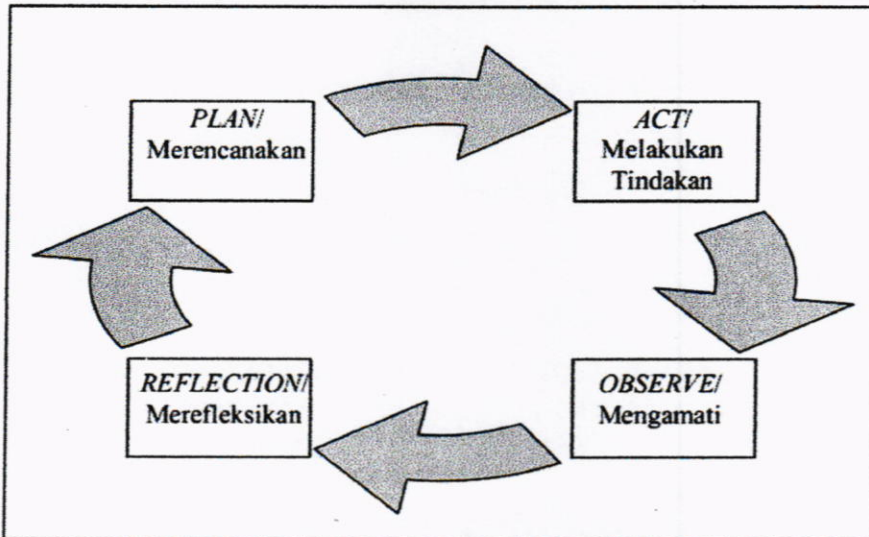 PLAN/
Merencanakan
ACT/
Melakukan
Tindakan
OBSERVE/
Mengamati
REFLECTION/
Merefleksikan